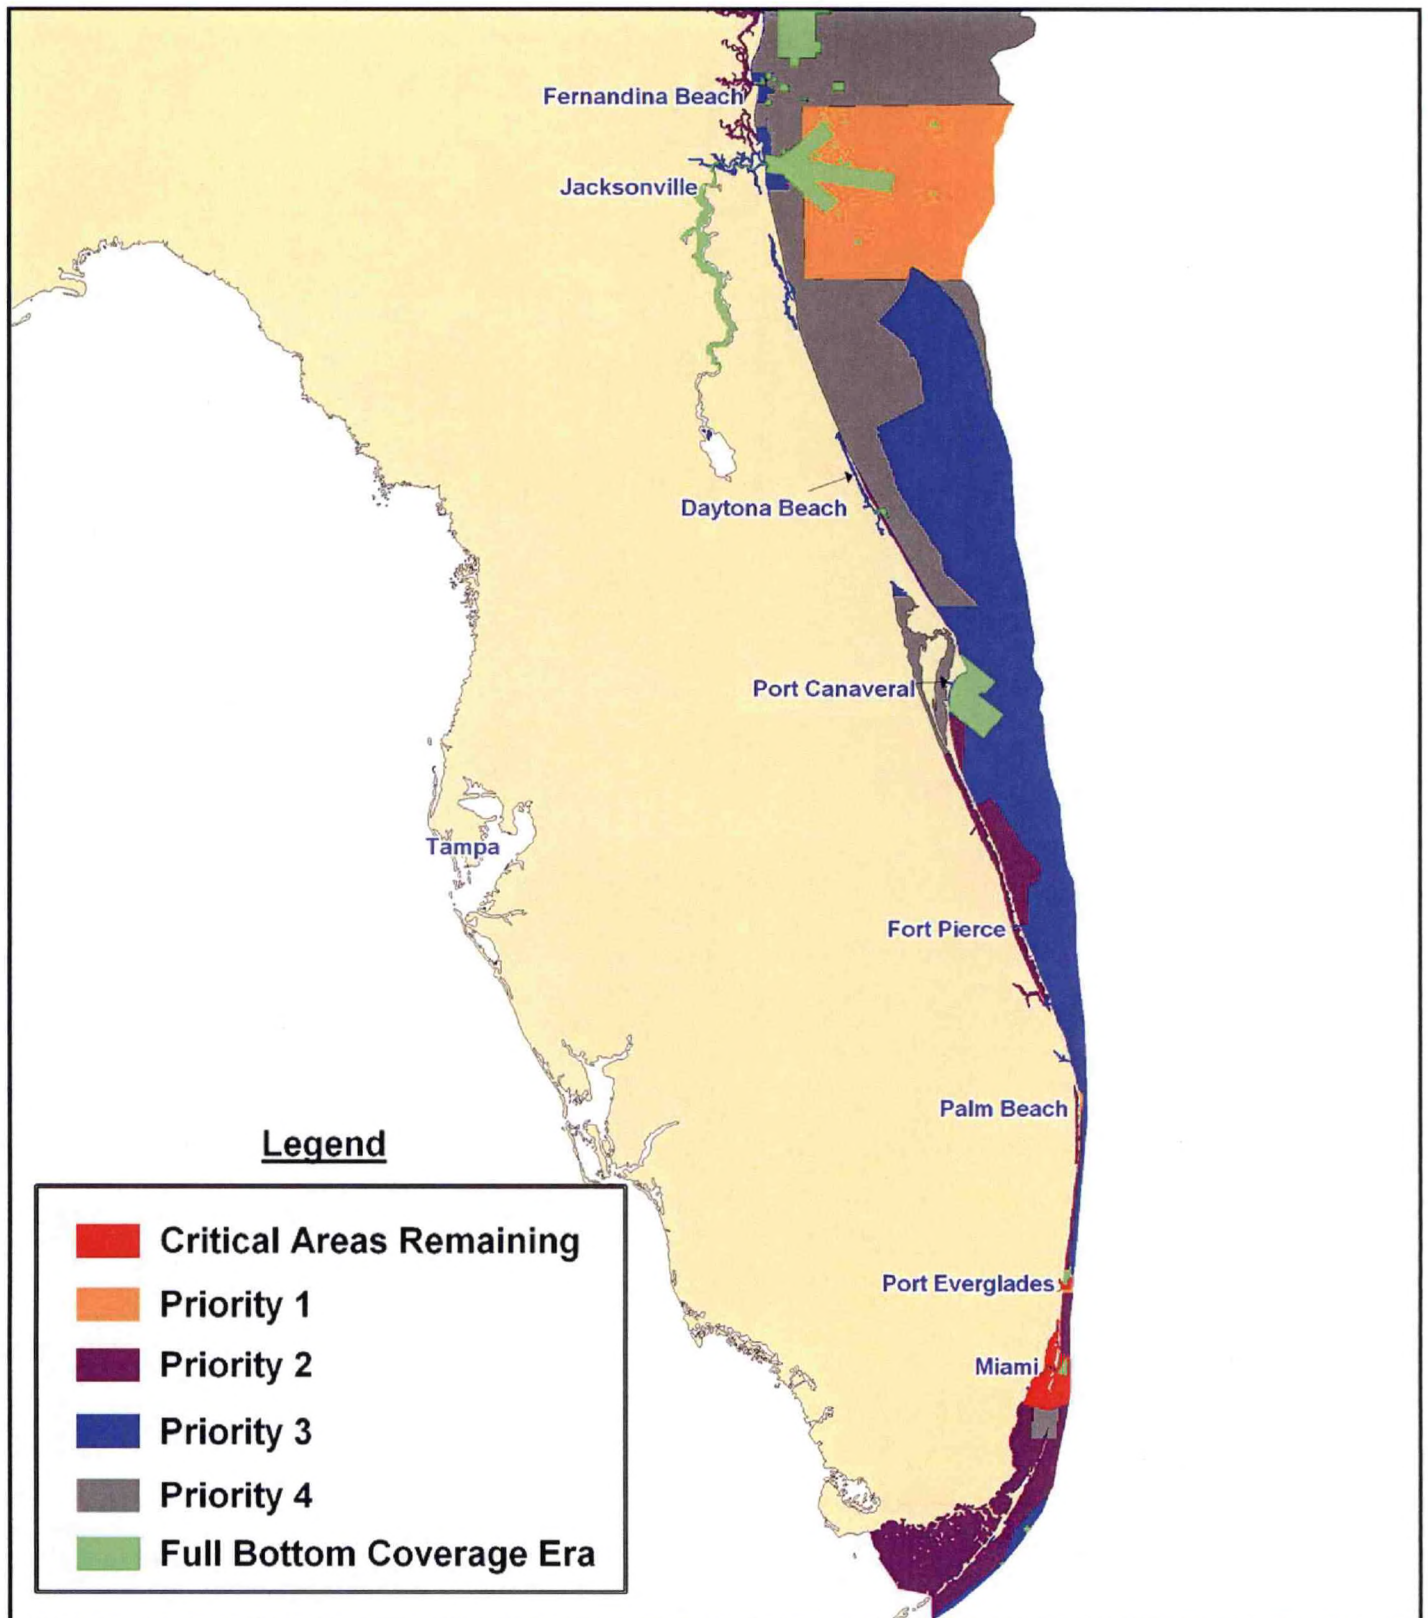 Fernandina Beach
Jacksonville
Daytona Beach
Port Canaveral
Tampa
Fort Pierce
Palm Beach
Port Everglades
Miami
Legend
Critical Areas Remaining
Priority 1
Priority 2
Priority 3
Priority 4
Full Bottom Coverage Era